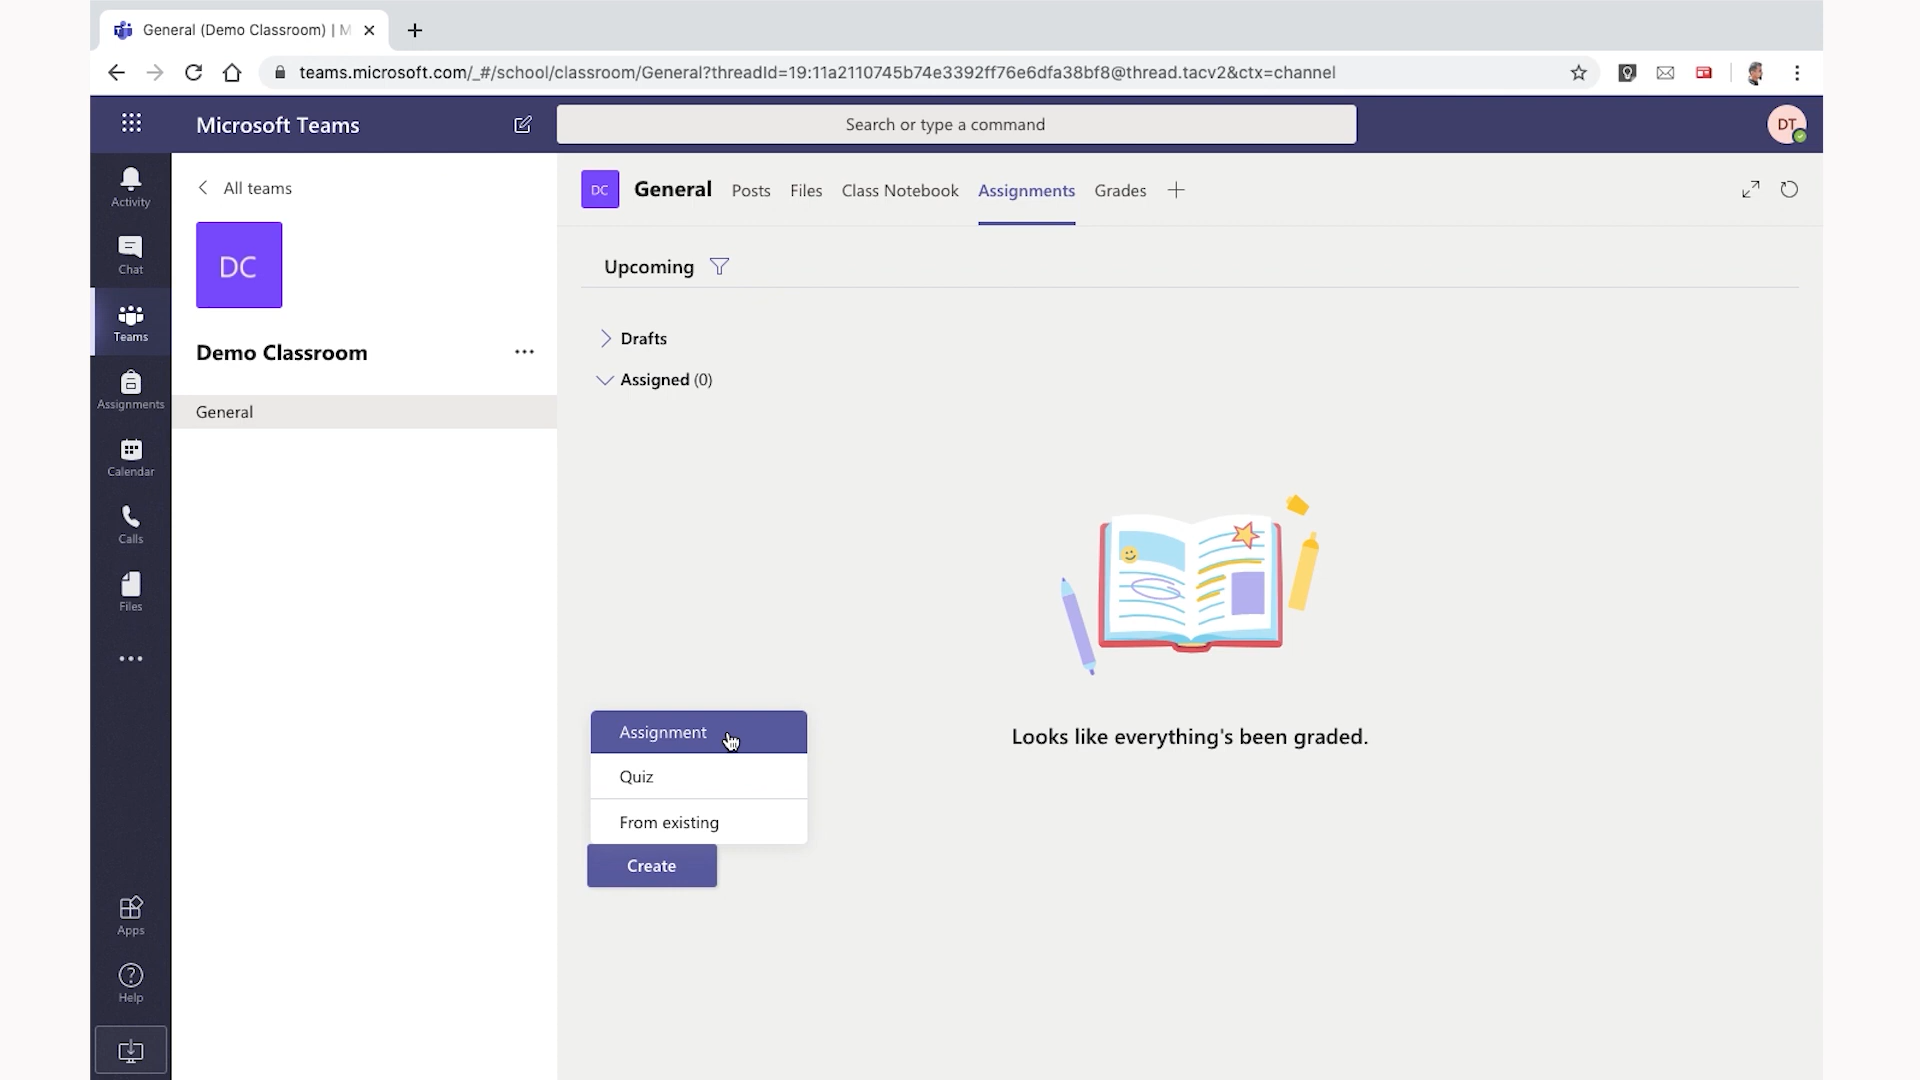 General (Demo Classroom) | M
teams.microsoft.com/_#/school/classroom/General?threadId=19:11a2110745b74e3392ff76e6dfa38bf8@thread.tacv2&ctx=channel
Microsoft Teams
Search or type a command
DT
Activity
Chat
Teams
Assignments
Calendar
Calls
Files
Apps
Help
All teams
DC
Demo Classroom
General
DC
General
Posts
Files
Class Notebook
Assignments
Grades
Upcoming
Drafts
Assigned (0)
Looks like everything's been graded.
Assignment
Quiz
From existing
Create